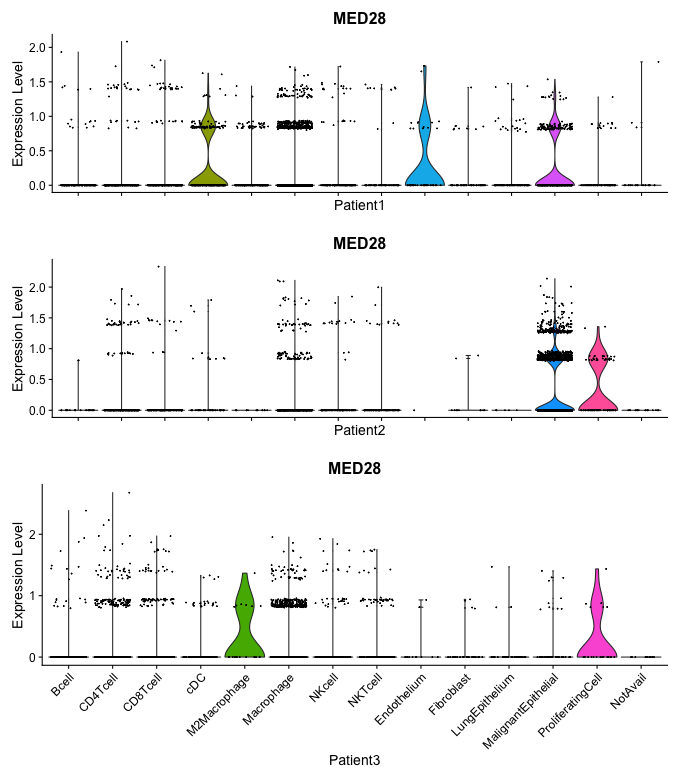 MED28
Expression Level
2.0
1.5
1.0
0.5
0.0
Patient1
MED28
Expression Level
2.0
1.5
1.0
0.5
0.0
Patient2
MED28
Expression Level
2
1
0
Bcell
CD4Tcell
CD8Tcell
cDC
M2Macrophage
Macrophage
NKcell
NKTcell
Endothelium
Fibroblast
LungEpithelium
MalignantEpithelial
ProliferatingCell
NotAvail
Patient3